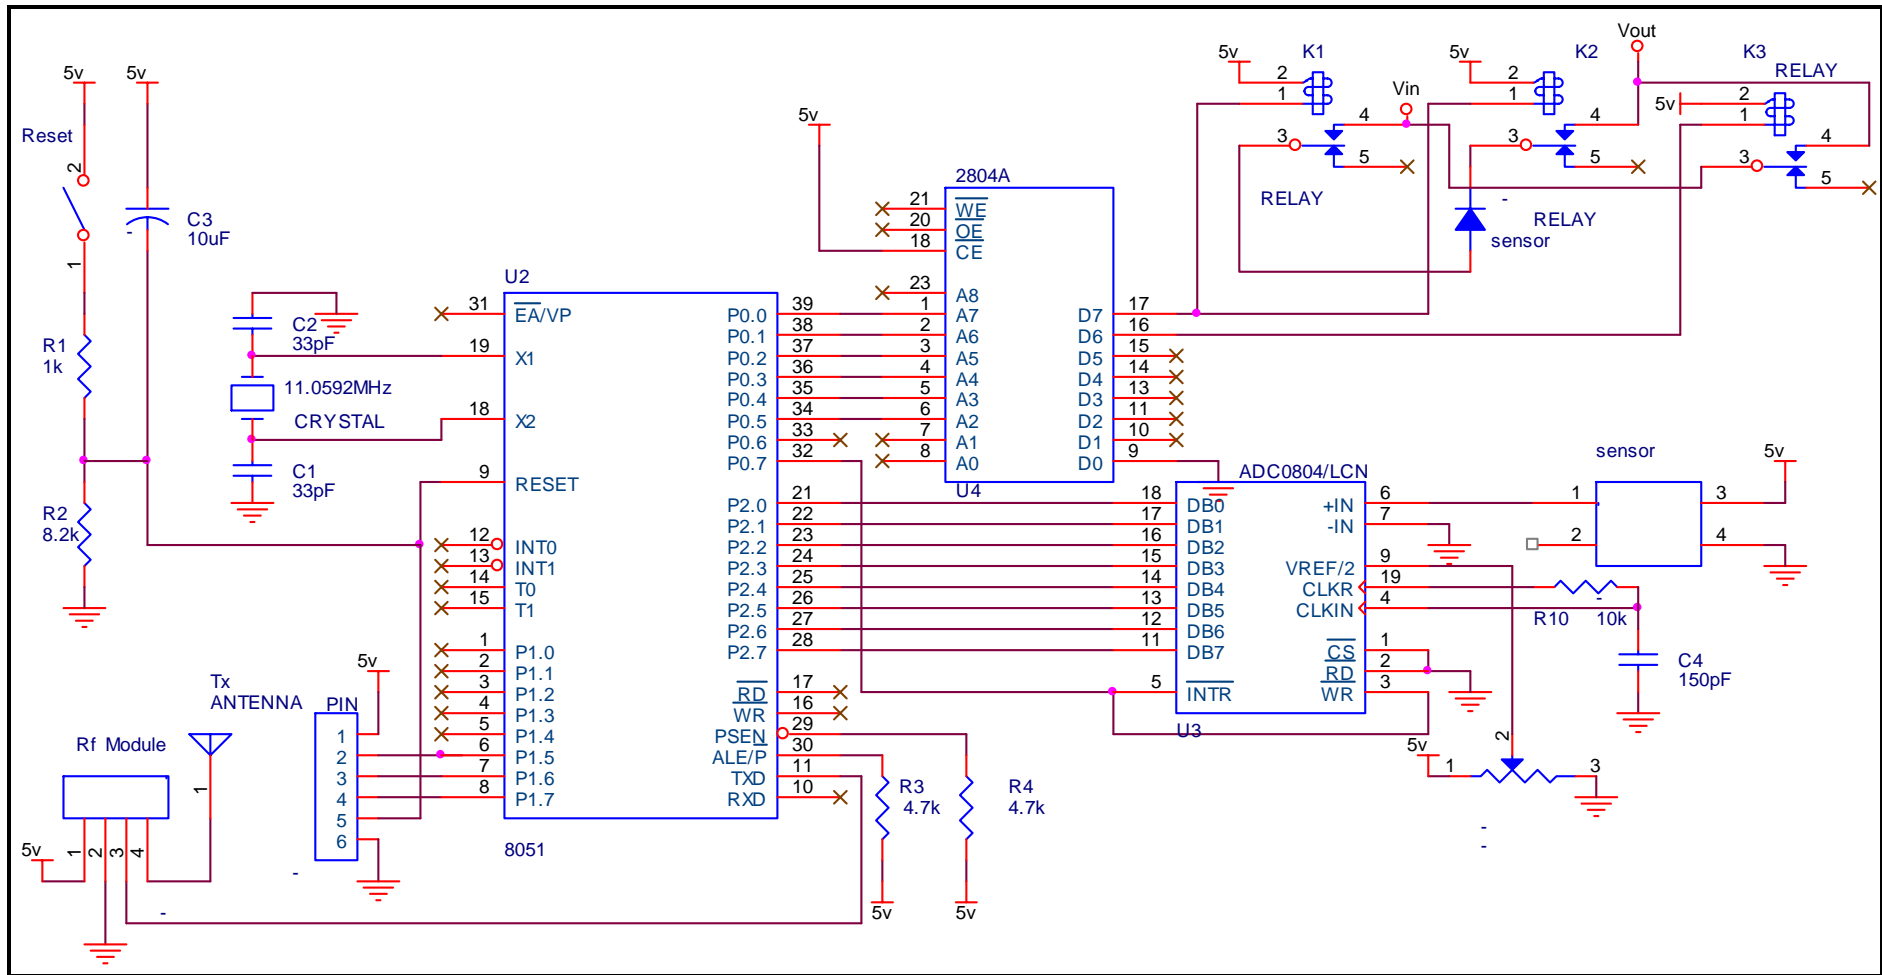 5v
5v
Reset
2
1
C3
10uF
-
R1
1k
R2
8.2k
C2
33pF
11.0592MHz
CRYSTAL
C1
33pF
U2
31 EA/VP
19 X1
18 X2
9 RESET
12 INT0
13 INT1
14 T0
15 T1
1 P1.0
2 P1.1
3 P1.2
4 P1.3
5 P1.4
6 P1.5
7 P1.6
8 P1.7
P0.0 39
P0.1 38
P0.2 37
P0.3 36
P0.4 35
P0.5 34
P0.6 33
P0.7 32
P2.0 21
P2.1 22
P2.2 23
P2.3 24
P2.4 25
P2.5 26
P2.6 27
P2.7 28
RD 17
WR 16
PSEN 29
ALE/P 30
TXD 11
RXD 10
8051
5v
2804A
21 WE
20 OE
18 CE
23 A8
1 A7
2 A6
3 A5
4 A4
5 A3
6 A2
7 A1
8 A0
D7 17
D6 16
D5 15
D4 14
D3 13
D2 11
D1 10
D0 9
U4
5v
K1
2
1
3
4
5
RELAY
Vin
5v
K2
2
1
3
4
5
RELAY
-
sensor
Vout
K3
RELAY
5v
2
1
3
4
5
ADC0804/LCN
18 DB0
17 DB1
16 DB2
15 DB3
14 DB4
13 DB5
12 DB6
11 DB7
5 INTR
+IN 6
-IN 7
VREF/2 9
CLKR 19
CLKIN 4
CS 1
RD 2
WR 3
U3
sensor
5v
1
2
3
4
R10
-
10k
C4
150pF
5v
1
2
3
-
-
Tx
ANTENNA
1
Rf Module
5v
1
2
3
4
-
5v
PIN
1
2
3
4
5
6
-
R3
4.7k
5v
R4
4.7k
5v